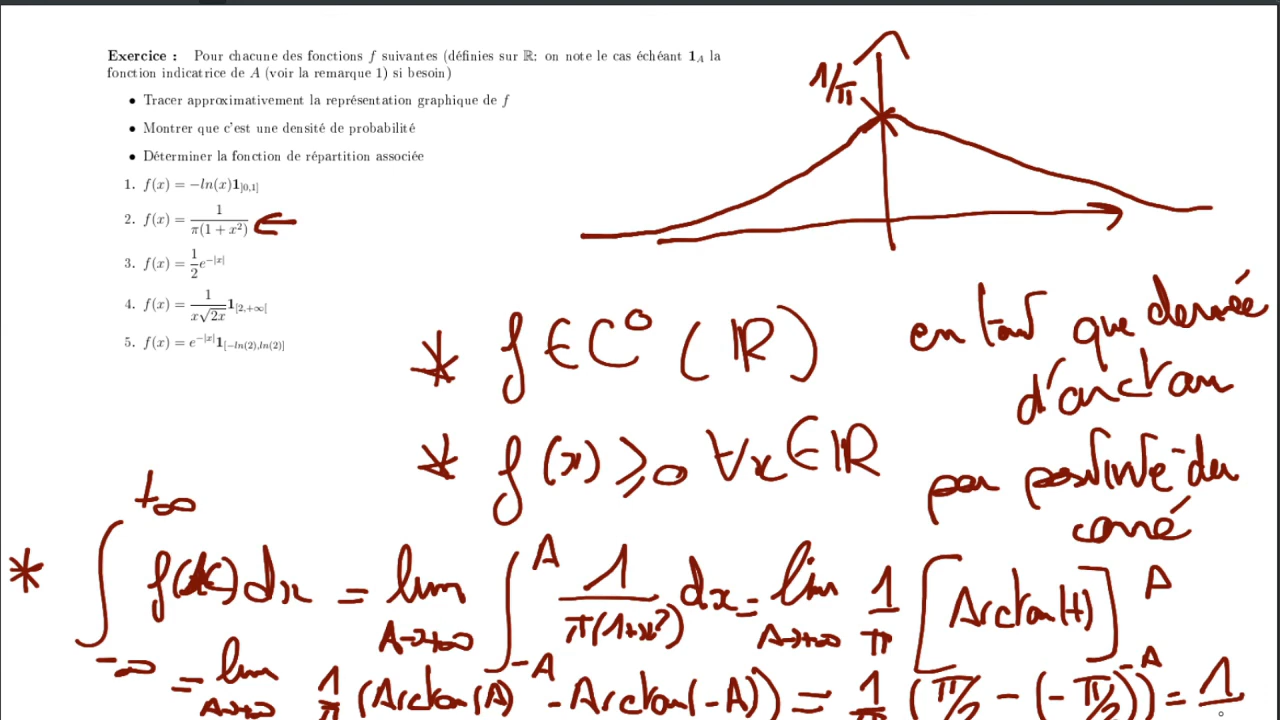 Exercice : Pour chacune des fonctions f suivantes (définies sur ℝ: on note le cas échéant 𝟏_A la
fonction indicatrice de A (voir la remarque 1) si besoin)
• Tracer approximativement la représentation graphique de f
• Montrer que c'est une densité de probabilité
• Déterminer la fonction de répartition associée
1. f(x) = −ln(x)𝟏_{]0,1]}
2. f(x) = 1/(π(1 + x²)) ←
3. f(x) = 1/2 e^{−|x|}
4. f(x) = 1/(x√(2x)) 𝟏_{[2,+∞[}
5. f(x) = e^{−|x|}𝟏_{[−ln(2),ln(2)]}
1/π
* f ∈ C⁰ (ℝ) en tant que dérivée
d'arctan
* f(x) ≥ 0 ∀x ∈ ℝ par positivité du
carré
* ∫_{-∞}^{+∞} f(x) dx = lim_{A→+∞} ∫_{-A}^{A} 1/(π(1+x²)) dx = lim_{A→+∞} 1/π [Arctan(t)]_{-A}^{A}
= lim_{A→+∞} 1/π (Arctan(A) - Arctan(-A)) = 1/π (π/2 - (-π/2)) = 1